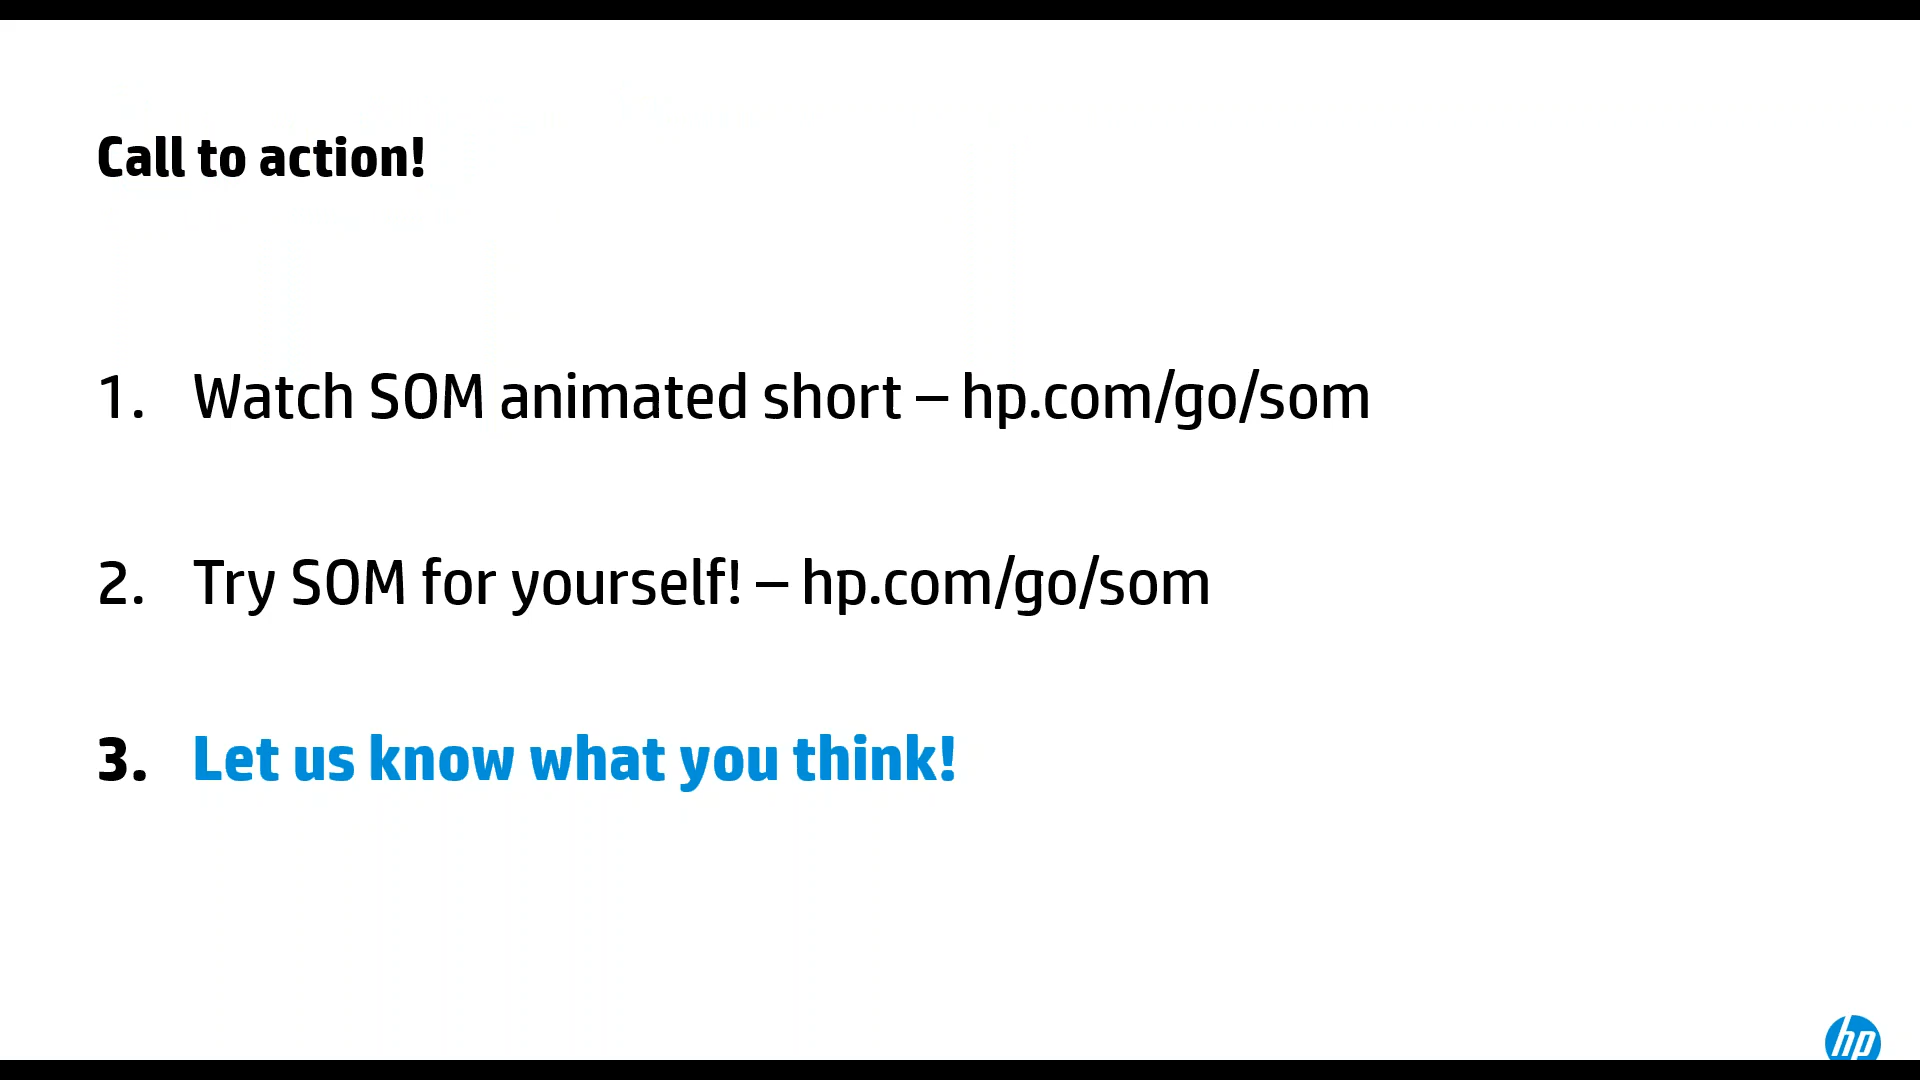 Call to action!
1. Watch SOM animated short – hp.com/go/som
2. Try SOM for yourself! – hp.com/go/som
3. Let us know what you think!
hp